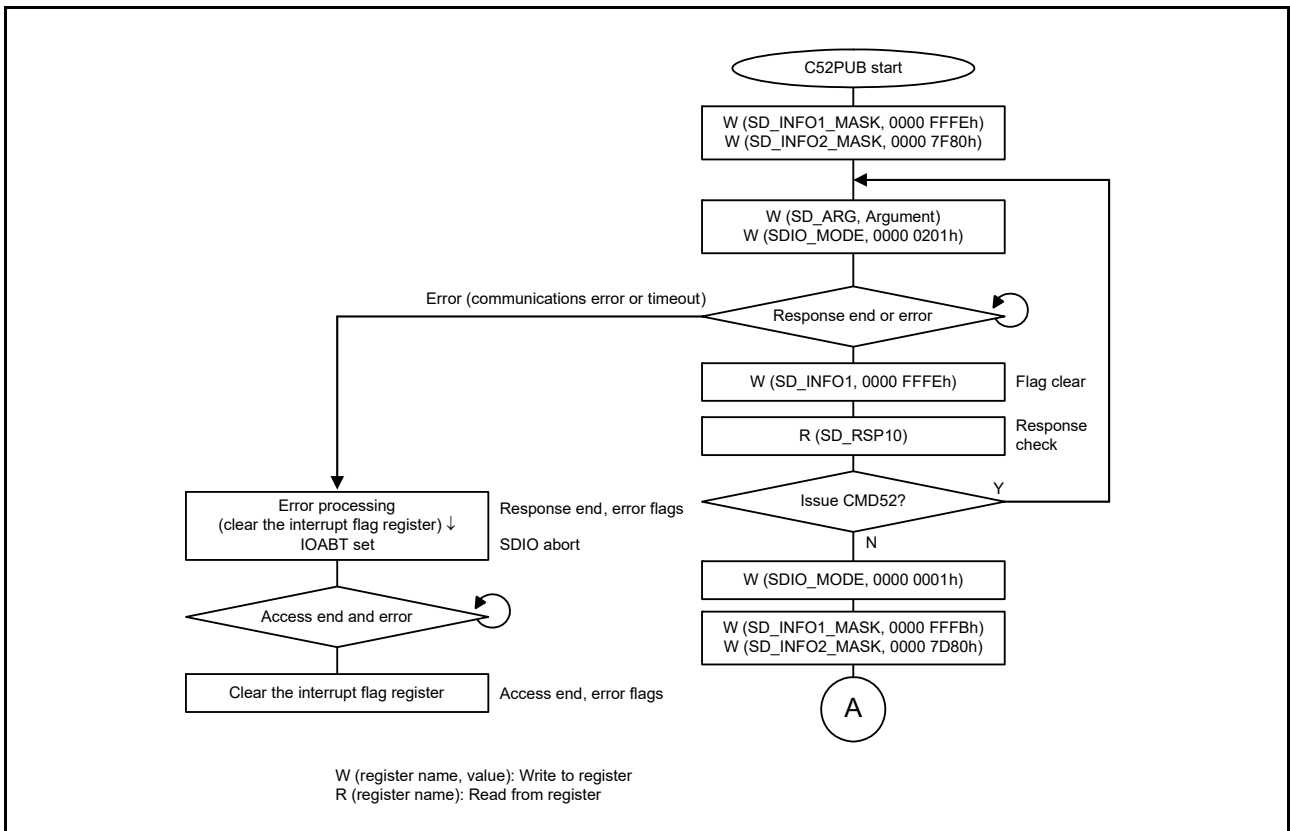 C52PUB start
W (SD_INFO1_MASK, 0000 FFFEh)
W (SD_INFO2_MASK, 0000 7F80h)
W (SD_ARG, Argument)
W (SDIO_MODE, 0000 0201h)
Error (communications error or timeout)
Response end or error
W (SD_INFO1, 0000 FFFEh)
Flag clear
R (SD_RSP10)
Response
check
Issue CMD52?
Y
N
W (SDIO_MODE, 0000 0001h)
W (SD_INFO1_MASK, 0000 FFFBh)
W (SD_INFO2_MASK, 0000 7D80h)
A
Error processing
(clear the interrupt flag register) ↓
IOABT set
Response end, error flags
SDIO abort
Access end and error
Clear the interrupt flag register
Access end, error flags
W (register name, value): Write to register
R (register name): Read from register